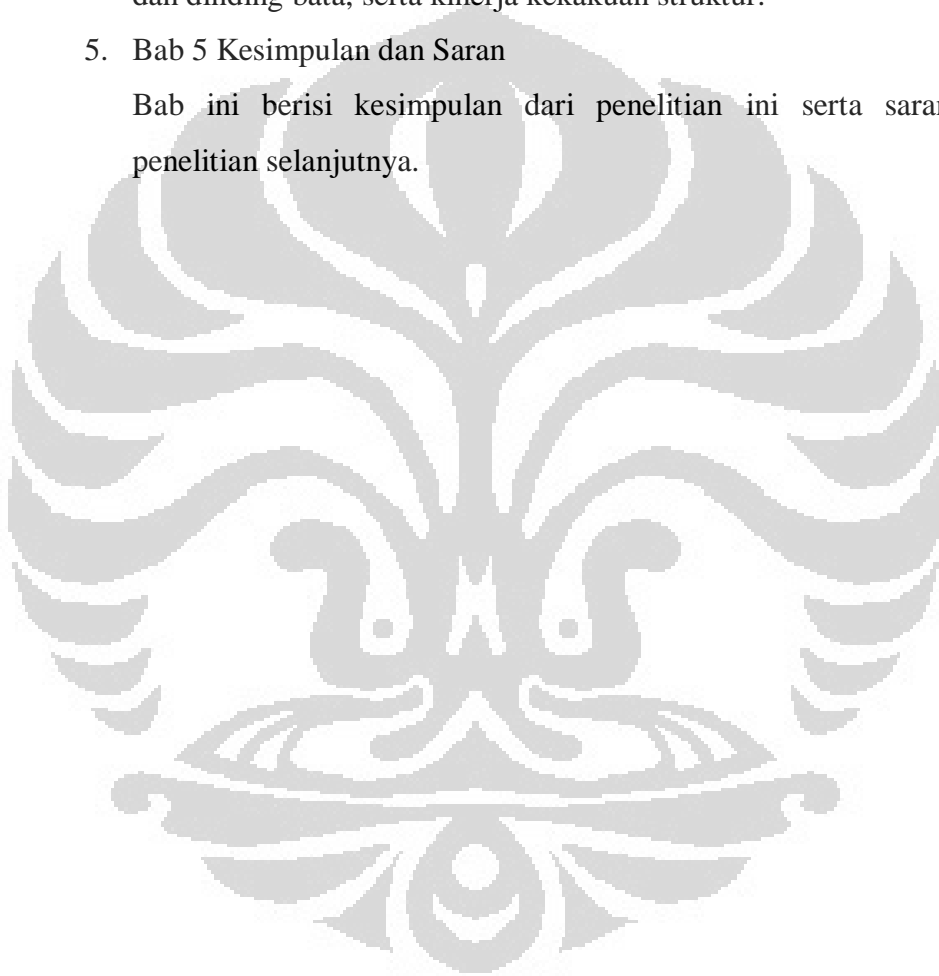 dan dinding bata, serta kinerja kekakuan struktur.
5. Bab 5 Kesimpulan dan Saran
Bab ini berisi kesimpulan dari penelitian ini serta saran
penelitian selanjutnya.